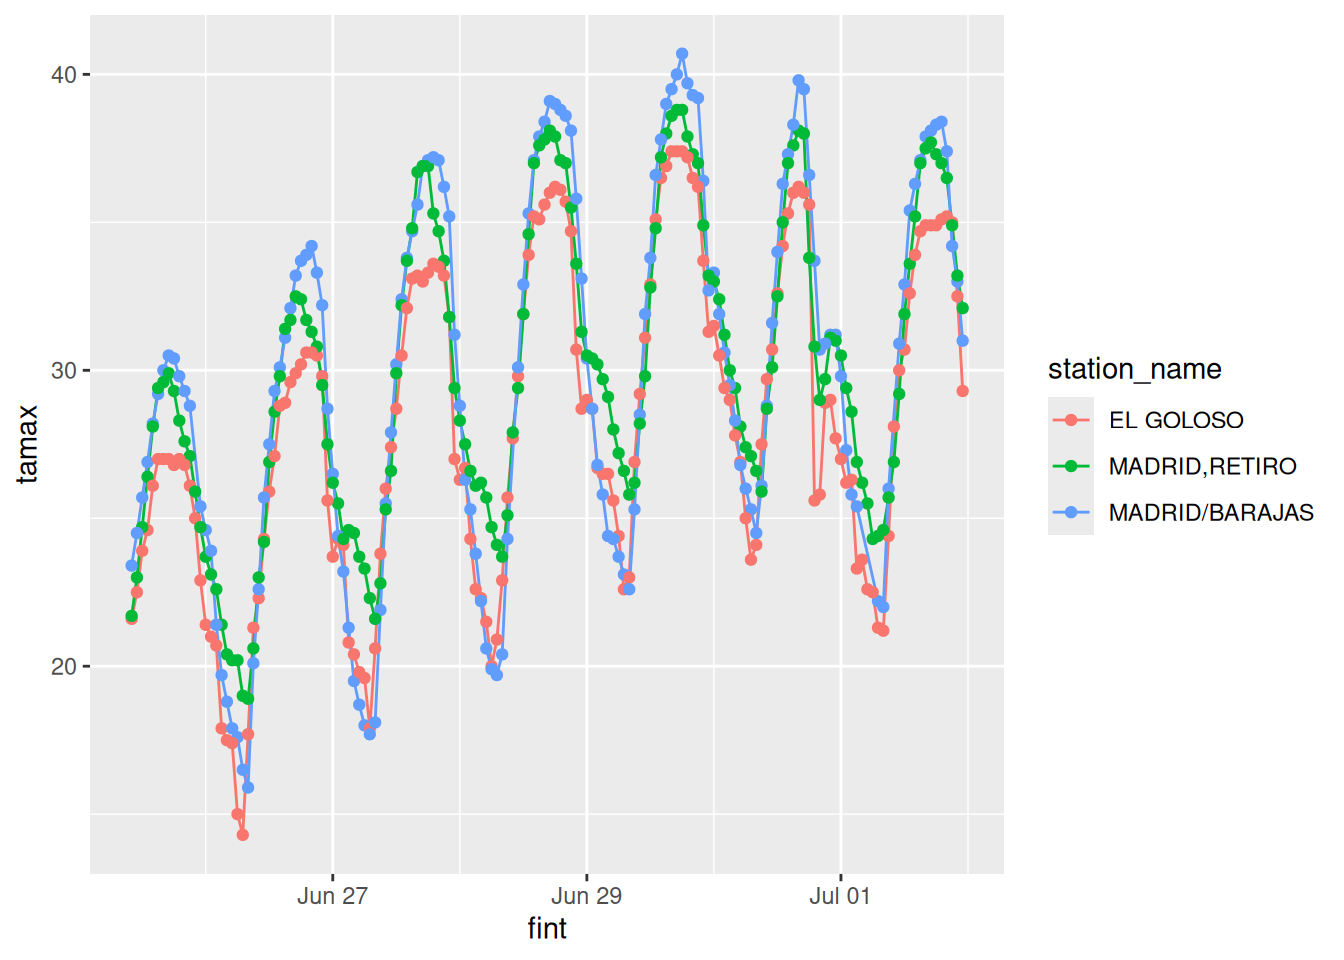 40
30
20
tamax
Jun 27
Jun 29
Jul 01
fint
station_name
EL GOLOSO
MADRID,RETIRO
MADRID/BARAJAS